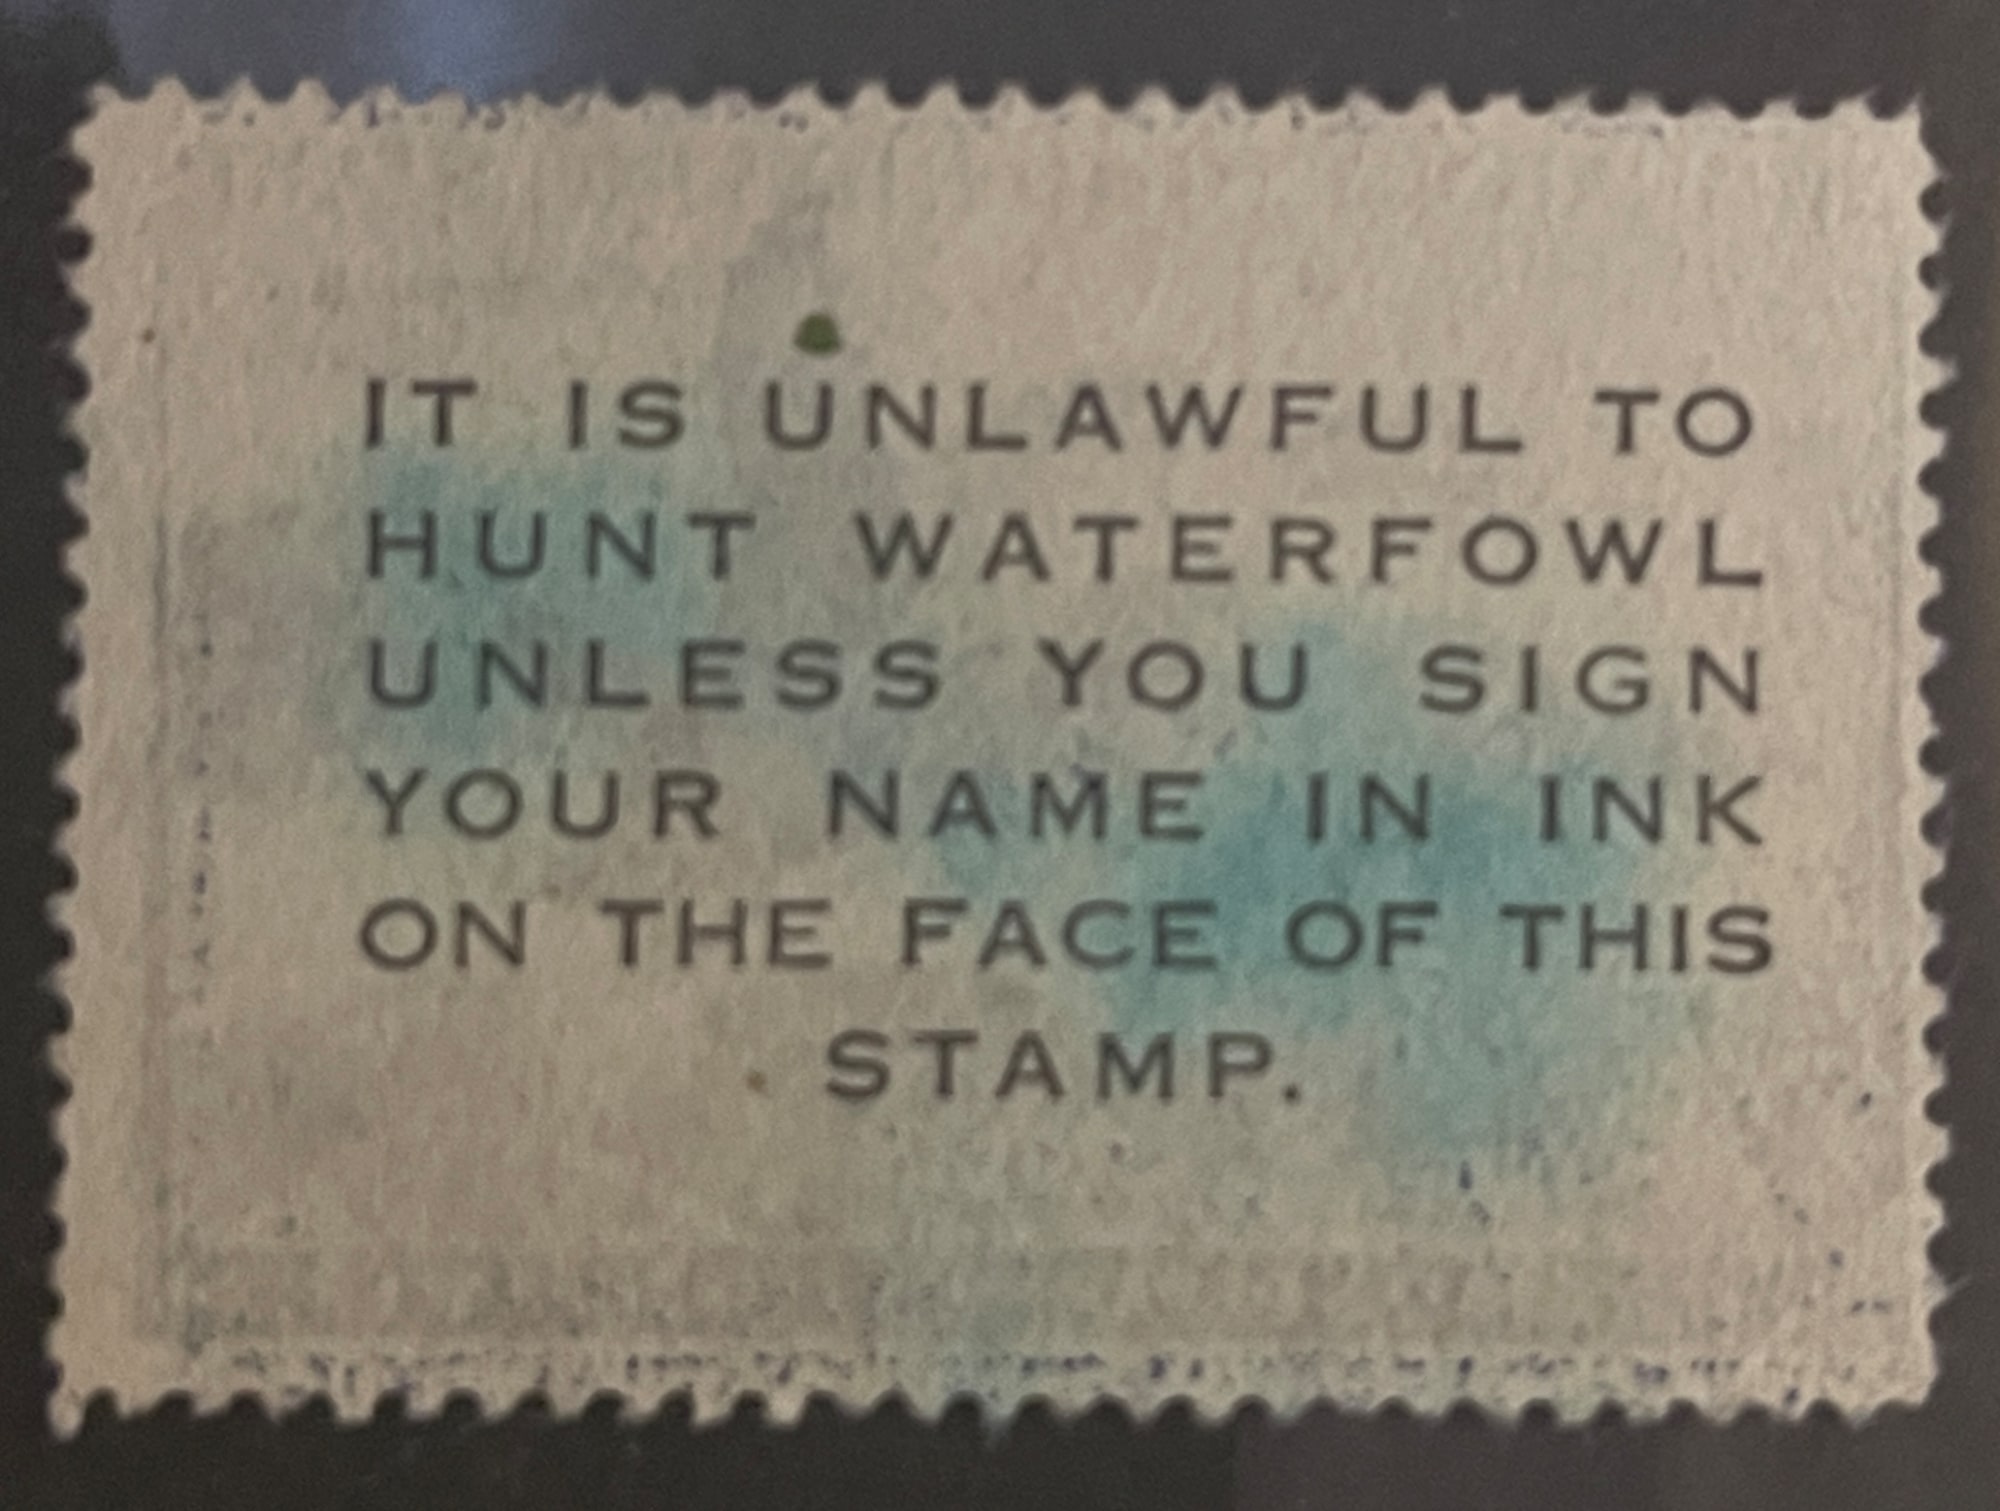 IT IS UNLAWFUL TO
HUNT WATERFOWL
UNLESS YOU SIGN
YOUR NAME IN INK
ON THE FACE OF THIS
STAMP.